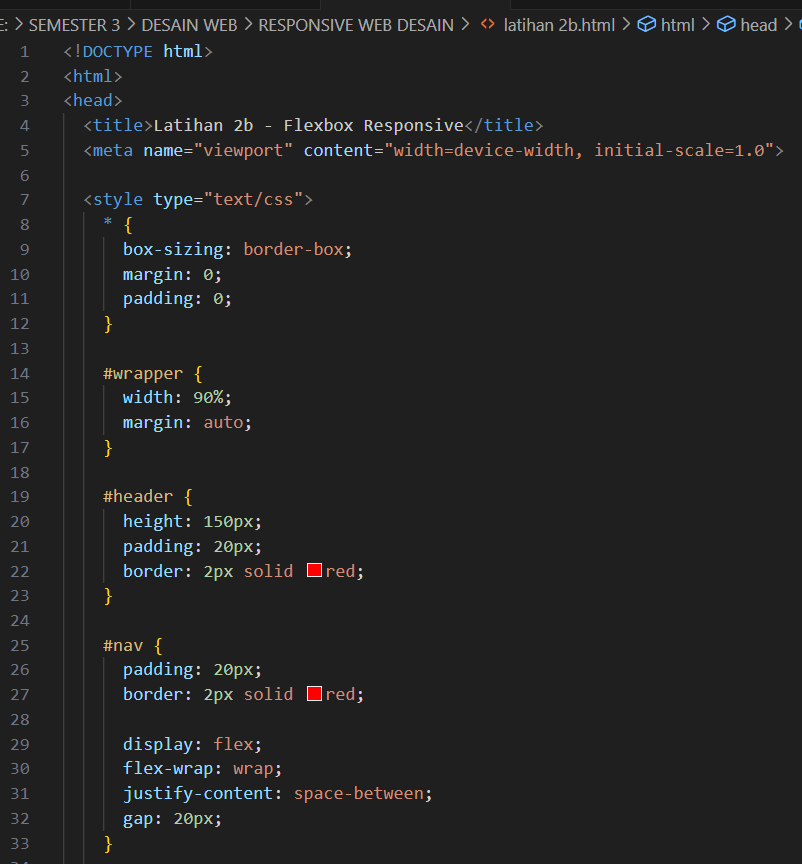 E: > SEMESTER 3 > DESAIN WEB > RESPONSIVE WEB DESAIN > <> latihan 2b.html > html > head >
1 <!DOCTYPE html>
2 <html>
3 <head>
4 <title>Latihan 2b - Flexbox Responsive</title>
5 <meta name="viewport" content="width=device-width, initial-scale=1.0">
6
7 <style type="text/css">
8 * {
9 box-sizing: border-box;
10 margin: 0;
11 padding: 0;
12 }
13
14 #wrapper {
15 width: 90%;
16 margin: auto;
17 }
18
19 #header {
20 height: 150px;
21 padding: 20px;
22 border: 2px solid red;
23 }
24
25 #nav {
26 padding: 20px;
27 border: 2px solid red;
28
29 display: flex;
30 flex-wrap: wrap;
31 justify-content: space-between;
32 gap: 20px;
33 }